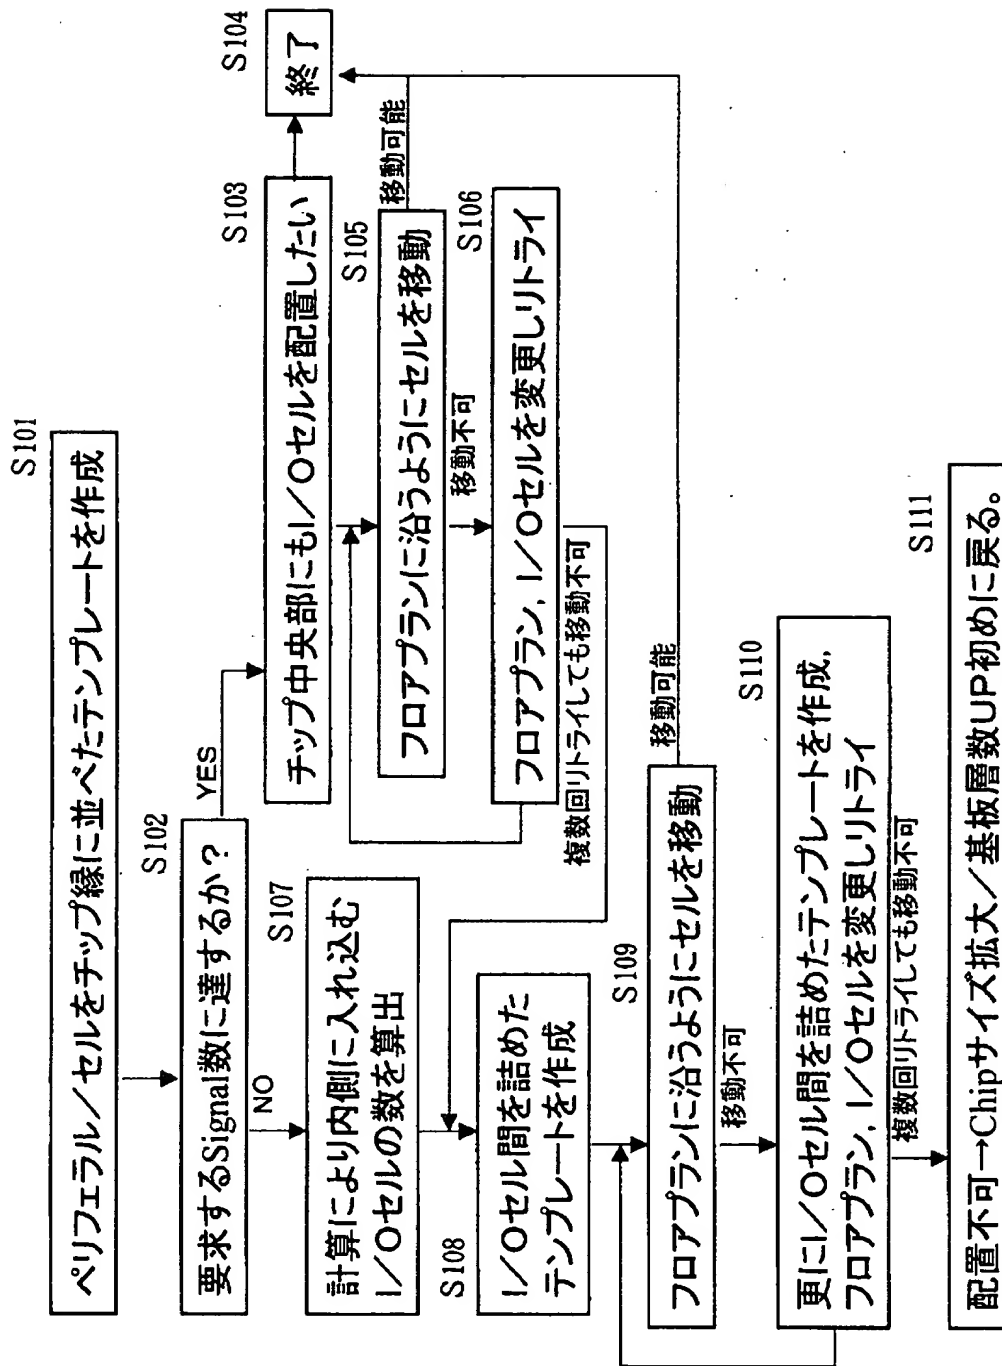 S101
ペリフェラル／セルをチップ縁に並べたテンプレートを作成
S102
要求するSignal数に達するか？
YES
NO
S103
チップ中央部にもI／Oセルを配置したい
S104
終了
S105
フロアプランに沿うようにセルを移動
移動可能
移動不可
S106
フロアプラン，I／Oセルを変更しリトライ
複数回リトライしても移動不可
S107
計算により内側に入れ込む
I／Oセルの数を算出
S108
I／Oセル間を詰めた
テンプレートを作成
S109
フロアプランに沿うようにセルを移動
移動可能
移動不可
S110
更にI／Oセル間を詰めたテンプレートを作成，
フロアプラン，I／Oセルを変更しリトライ
複数回リトライしても移動不可
S111
配置不可→Chipサイズ拡大／基板層数UP初めに戻る。